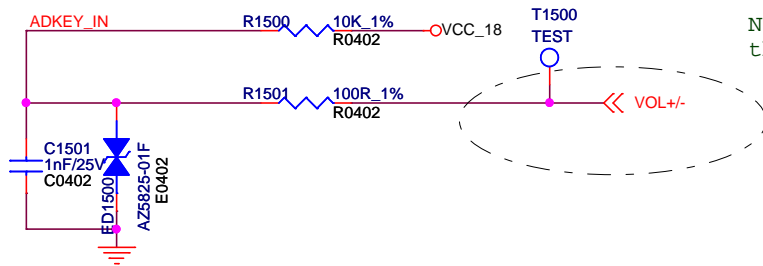 T1500
TEST
N
th
ADKEY_IN
R1500 10K_1%
R0402
VCC_18
R1501 100R_1%
R0402
VOL+/-
C1501
1nF/25V
C0402
ED1500
AZ5825-01F
E0402